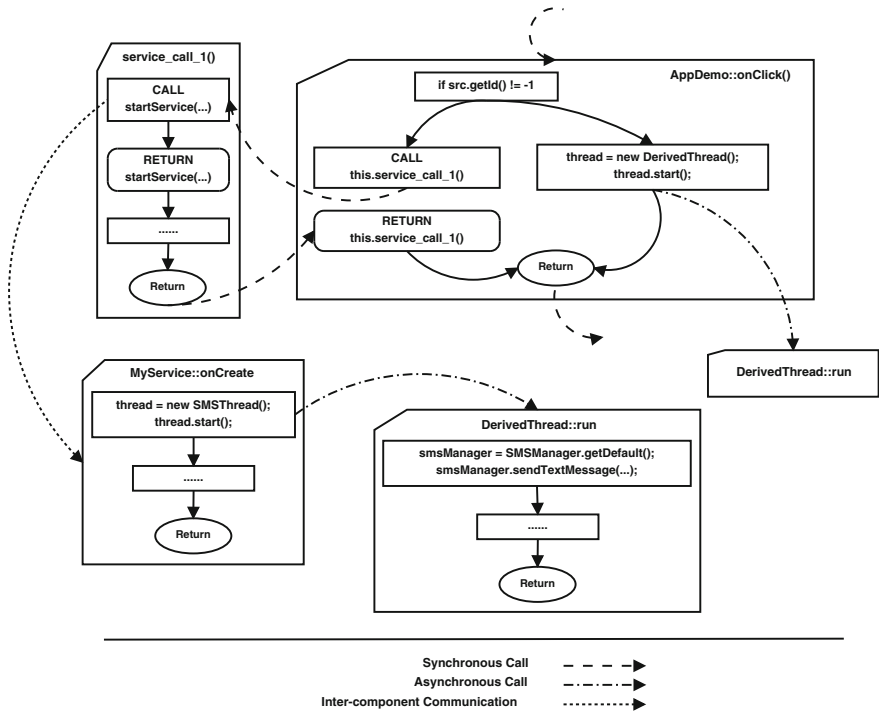 service_call_1()
CALL
startService(...)
RETURN
startService(...)
......
Return
AppDemo::onClick()
if src.getId() != -1
CALL
this.service_call_1()
thread = new DerivedThread();
thread.start();
RETURN
this.service_call_1()
Return
DerivedThread::run
MyService::onCreate
thread = new SMSThread();
thread.start();
......
Return
DerivedThread::run
smsManager = SMSManager.getDefault();
smsManager.sendTextMessage(...);
......
Return
Synchronous Call
Asynchronous Call
Inter-component Communication